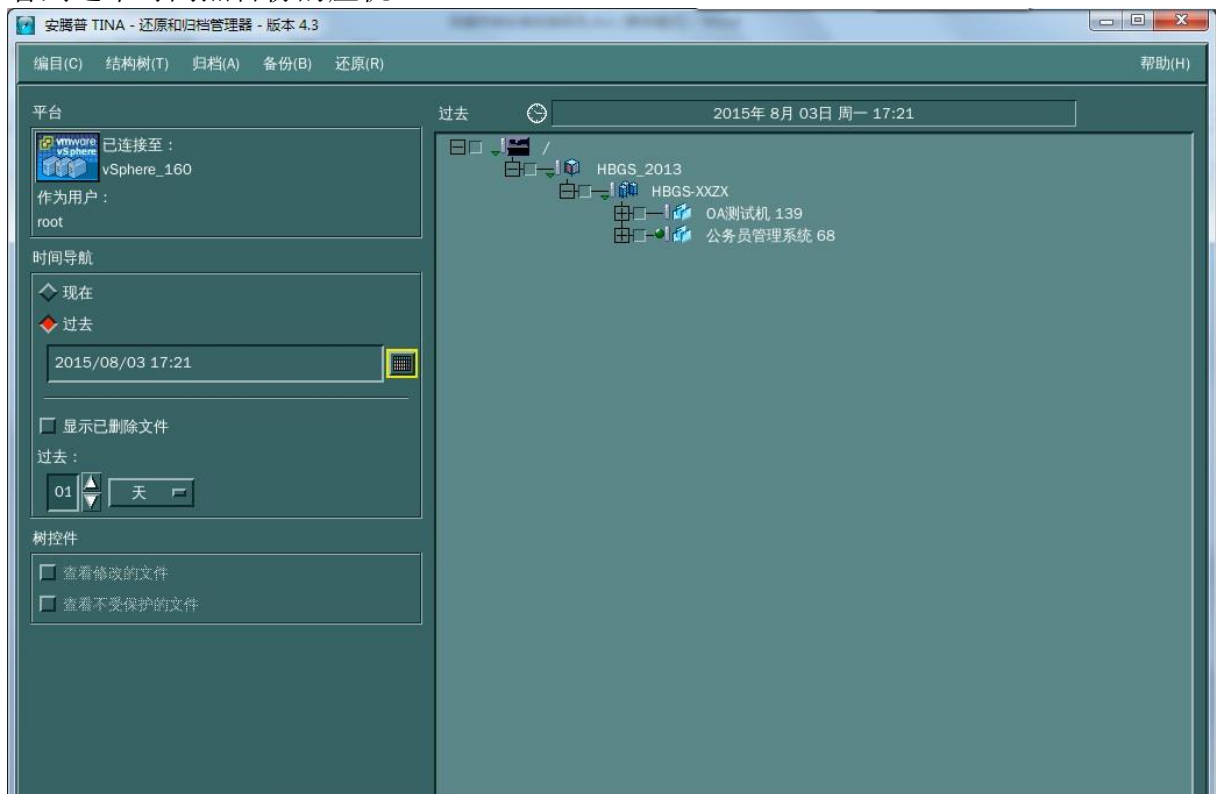 安腾普 TINA - 还原和归档管理器 - 版本 4.3
编目(C) 结构树(T) 归档(A) 备份(B) 还原(R) 帮助(H)
平台
vmware vSphere
已连接至：
vSphere_160
作为用户：
root
时间导航
现在
过去
2015/08/03 17:21
显示已删除文件
过去：
01 天
树控件
查看修改的文件
查看不受保护的文件
过去 2015年 8月 03日 周一 17:21
/
HBGS_2013
HBGS-XXZX
OA测试机 139
公务员管理系统 68